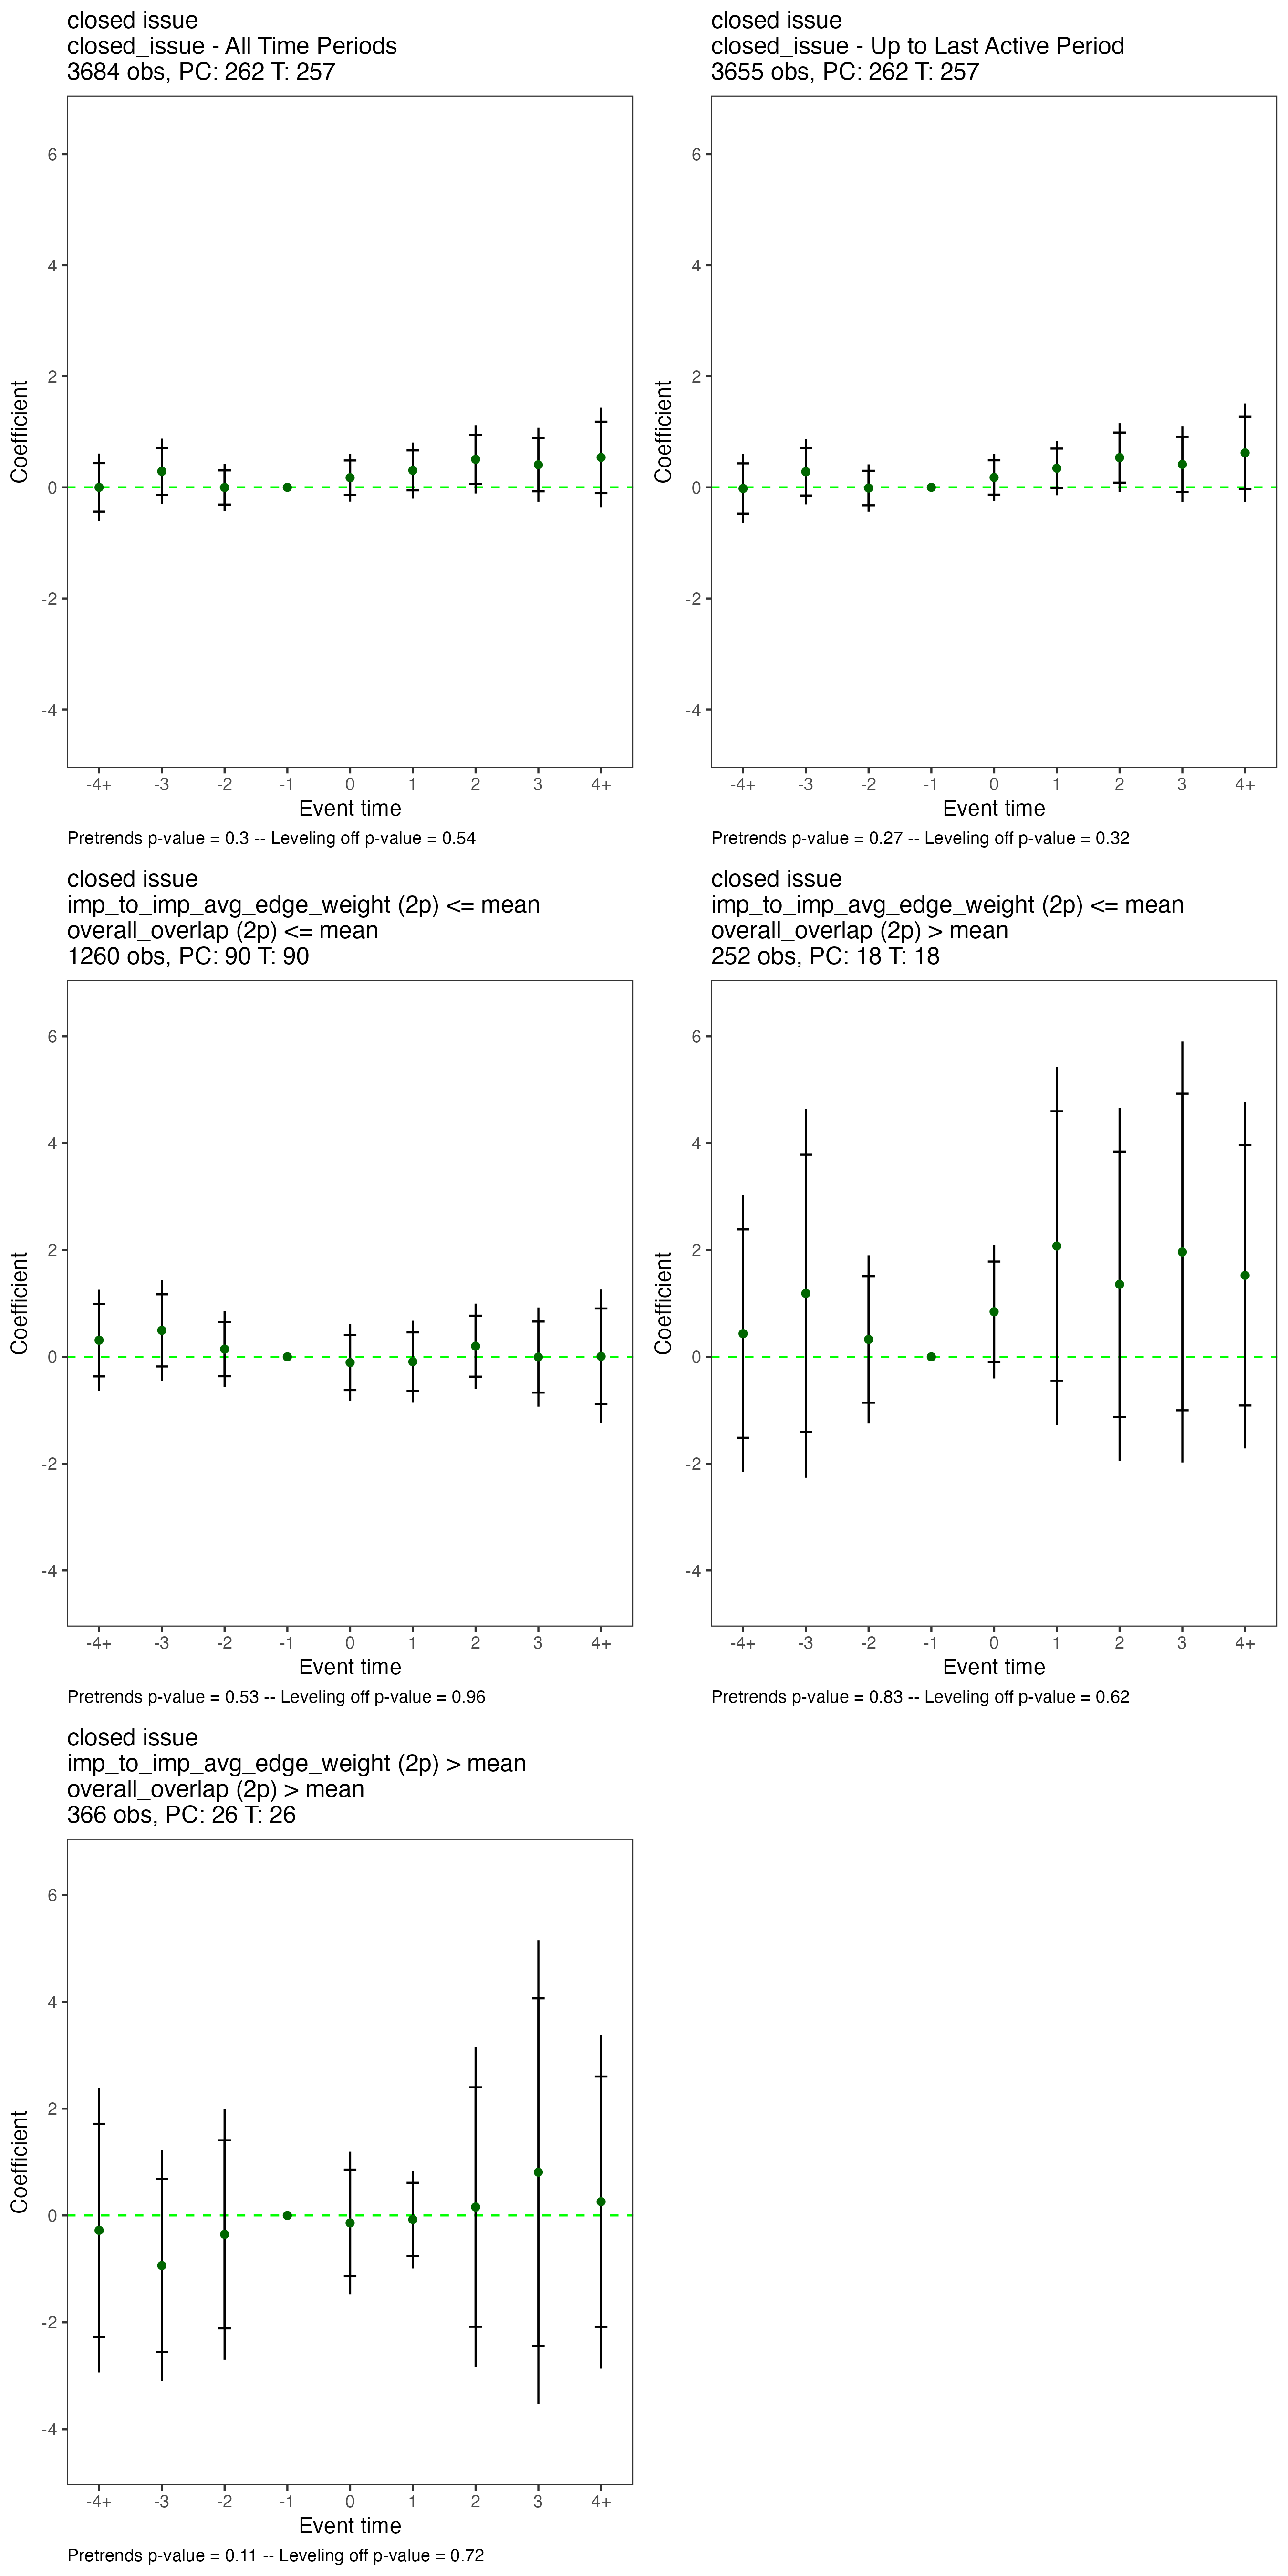 closed issue
closed_issue - All Time Periods
3684 obs, PC: 262 T: 257
Coefficient
6
4
2
0
-2
-4
-4+ -3 -2 -1 0 1 2 3 4+
Event time
Pretrends p-value = 0.3 -- Leveling off p-value = 0.54
closed issue
closed_issue - Up to Last Active Period
3655 obs, PC: 262 T: 257
Coefficient
6
4
2
0
-2
-4
-4+ -3 -2 -1 0 1 2 3 4+
Event time
Pretrends p-value = 0.27 -- Leveling off p-value = 0.32
closed issue
imp_to_imp_avg_edge_weight (2p) <= mean
overall_overlap (2p) <= mean
1260 obs, PC: 90 T: 90
Coefficient
6
4
2
0
-2
-4
-4+ -3 -2 -1 0 1 2 3 4+
Event time
Pretrends p-value = 0.53 -- Leveling off p-value = 0.96
closed issue
imp_to_imp_avg_edge_weight (2p) <= mean
overall_overlap (2p) > mean
252 obs, PC: 18 T: 18
Coefficient
6
4
2
0
-2
-4
-4+ -3 -2 -1 0 1 2 3 4+
Event time
Pretrends p-value = 0.83 -- Leveling off p-value = 0.62
closed issue
imp_to_imp_avg_edge_weight (2p) > mean
overall_overlap (2p) > mean
366 obs, PC: 26 T: 26
Coefficient
6
4
2
0
-2
-4
-4+ -3 -2 -1 0 1 2 3 4+
Event time
Pretrends p-value = 0.11 -- Leveling off p-value = 0.72